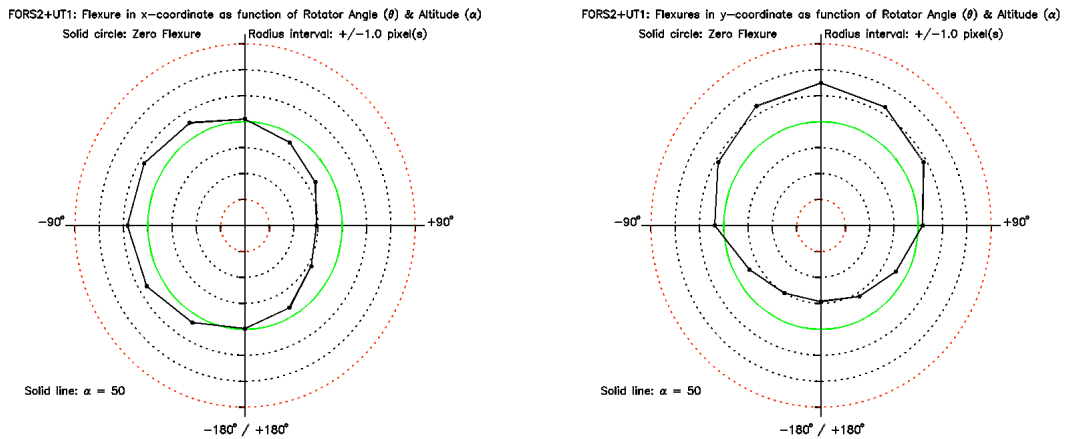 FORS2+UT1: Flexure in x-coordinate as function of Rotator Angle (θ) & Altitude (α)
Solid circle: Zero Flexure Radius interval: +/-1.0 pixel(s)
-90° +90°
Solid line: α = 50
-180° / +180°
FORS2+UT1: Flexures in y-coordinate as function of Rotator Angle (θ) & Altitude (α)
Solid circle: Zero Flexure Radius interval: +/-1.0 pixel(s)
-90° +90°
Solid line: α = 50
-180° / +180°